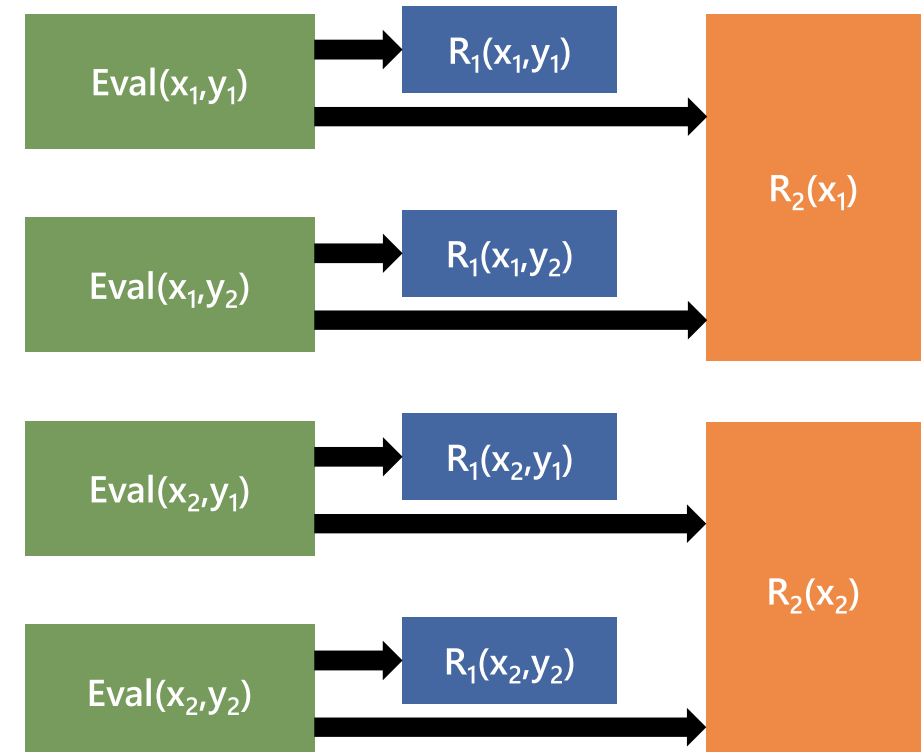 Eval(x₁,y₁)
R₁(x₁,y₁)
R₂(x₁)
Eval(x₁,y₂)
R₁(x₁,y₂)
Eval(x₂,y₁)
R₁(x₂,y₁)
R₂(x₂)
Eval(x₂,y₂)
R₁(x₂,y₂)